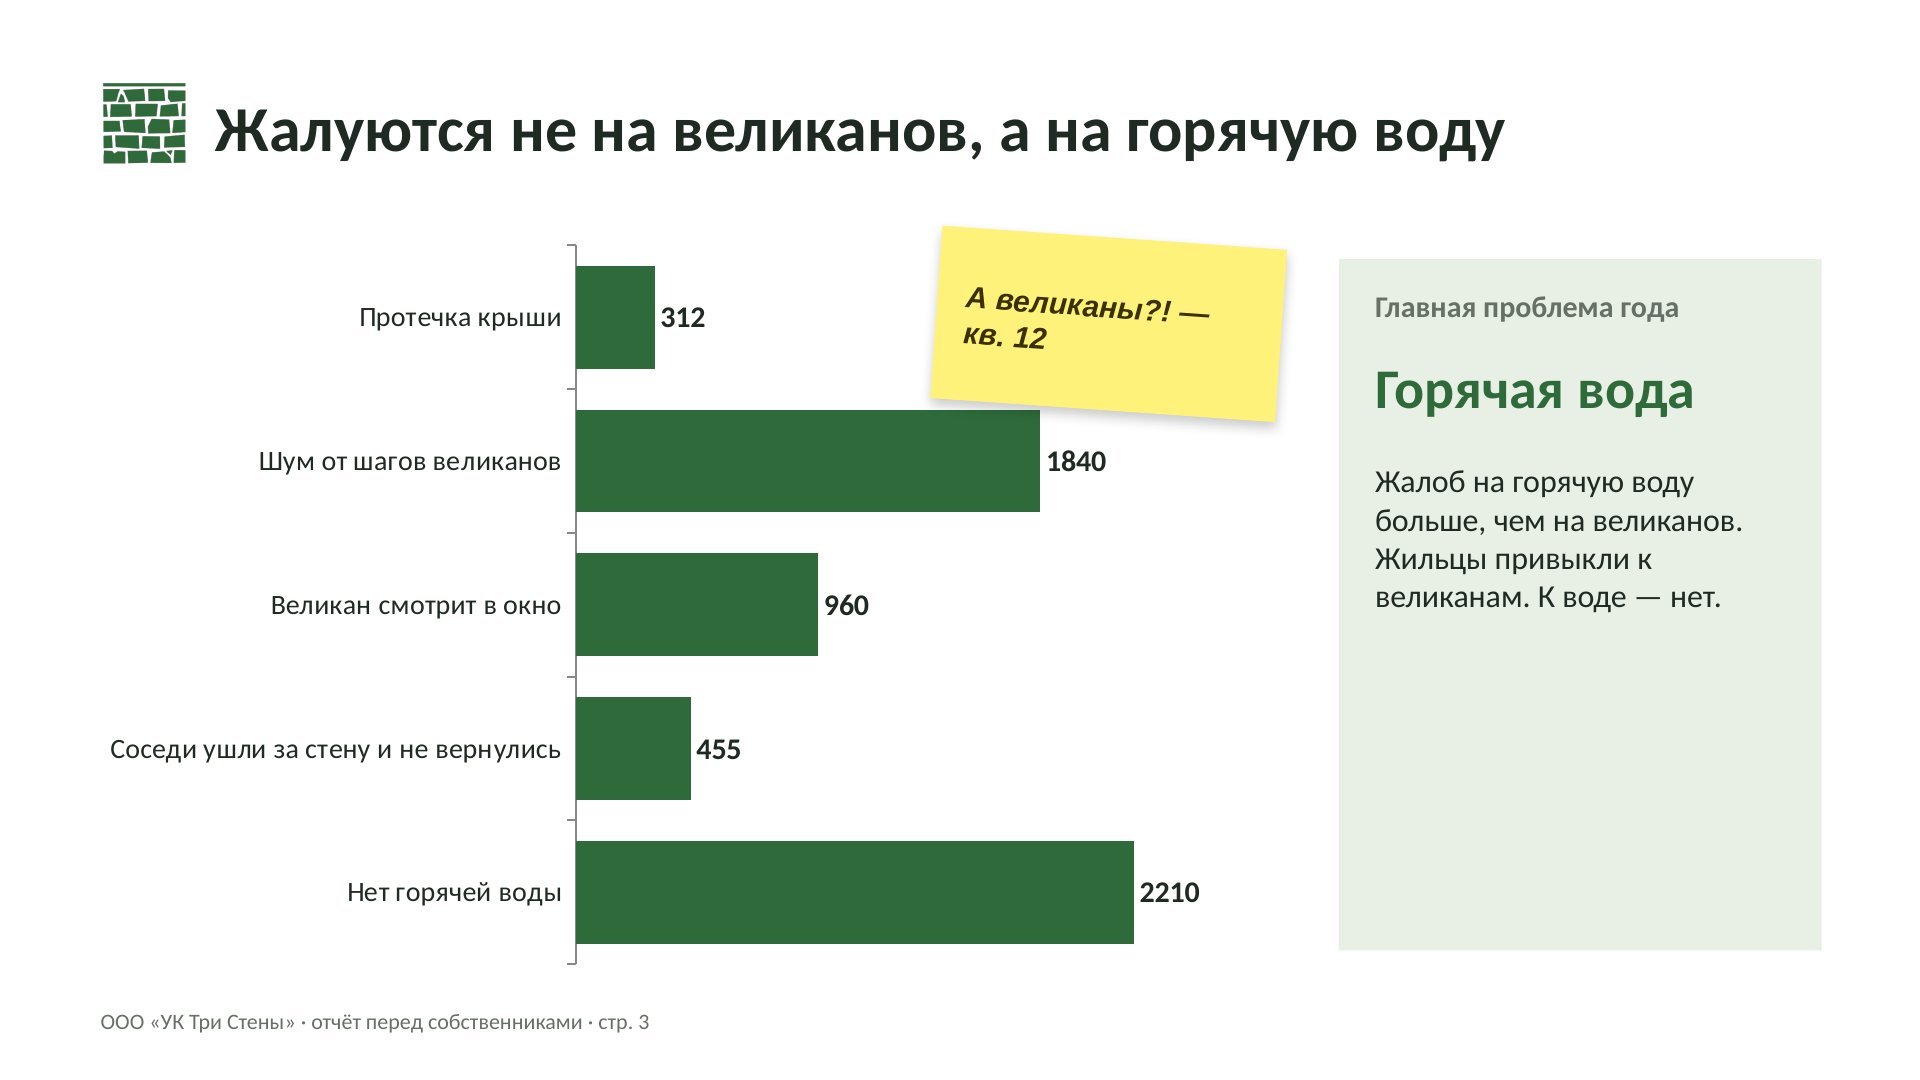 Жалуются не на великанов, а на горячую воду
Протечка крыши
312
Шум от шагов великанов
1840
Великан смотрит в окно
960
Соседи ушли за стену и не вернулись
455
Нет горячей воды
2210
А великаны?! —
кв. 12
Главная проблема года
Горячая вода
Жалоб на горячую воду
больше, чем на великанов.
Жильцы привыкли к
великанам. К воде — нет.
ООО «УК Три Стены» · отчёт перед собственниками · стр. 3